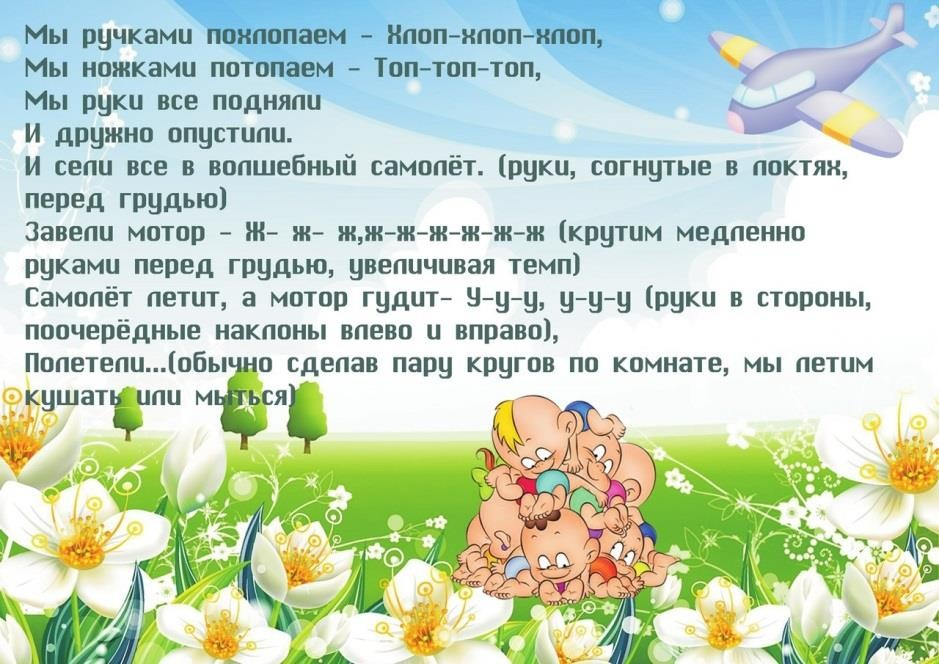 Мы ручками похлопаем – Хлоп-хлоп-хлоп,
Мы ножками потопаем – Топ-топ-топ,
Мы руки все подняли
И дружно опустили.
И сели все в волшебный самолёт. (руки, согнутые в локтях,
перед грудью)
Завели мотор – Ж- ж- ж,ж-ж-ж-ж-ж-ж (крутим медленно
руками перед грудью, увеличивая темп)
Самолёт летит, а мотор гудит- У-у-у, у-у-у (руки в стороны,
поочерёдные наклоны влево и вправо),
Полетели...(обычно сделав пару кругов по комнате, мы летим
кушать или мыться)